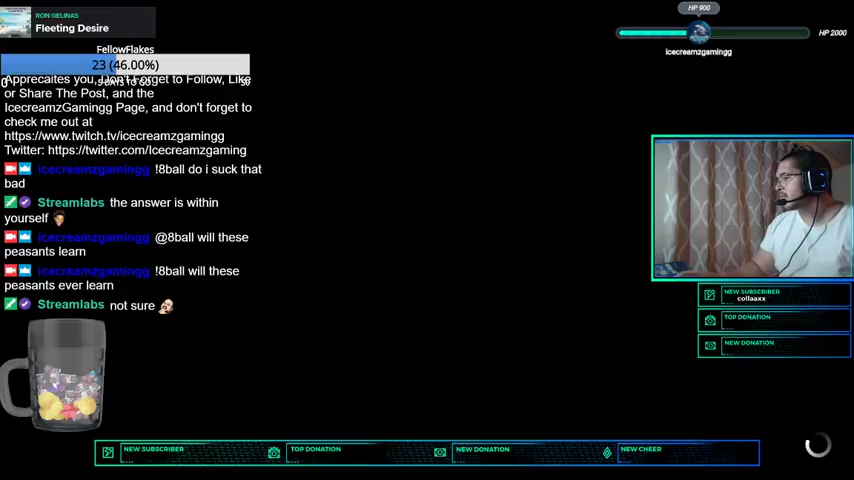 RON GELINAS
Fleeting Desire
HP 900
HP 2000
icecreamzgamingg
FellowFlakes
23 (46.00%)
0
50
Appreciates you, Don't Forget to Follow, Like
or Share The Post, and the
IcecreamzGamingg Page, and don't forget to
check me out at
https://www.twitch.tv/icecreamzgamingg
Twitter: https://twitter.com/Icecreamzgaming
icecreamzgamingg !8ball do i suck that
bad
Streamlabs the answer is within
yourself
icecreamzgamingg @8ball will these
peasants learn
icecreamzgamingg !8ball will these
peasants ever learn
Streamlabs not sure
NEW SUBSCRIBER
collaaxx
TOP DONATION
NEW DONATION
NEW SUBSCRIBER
TOP DONATION
NEW DONATION
NEW CHEER